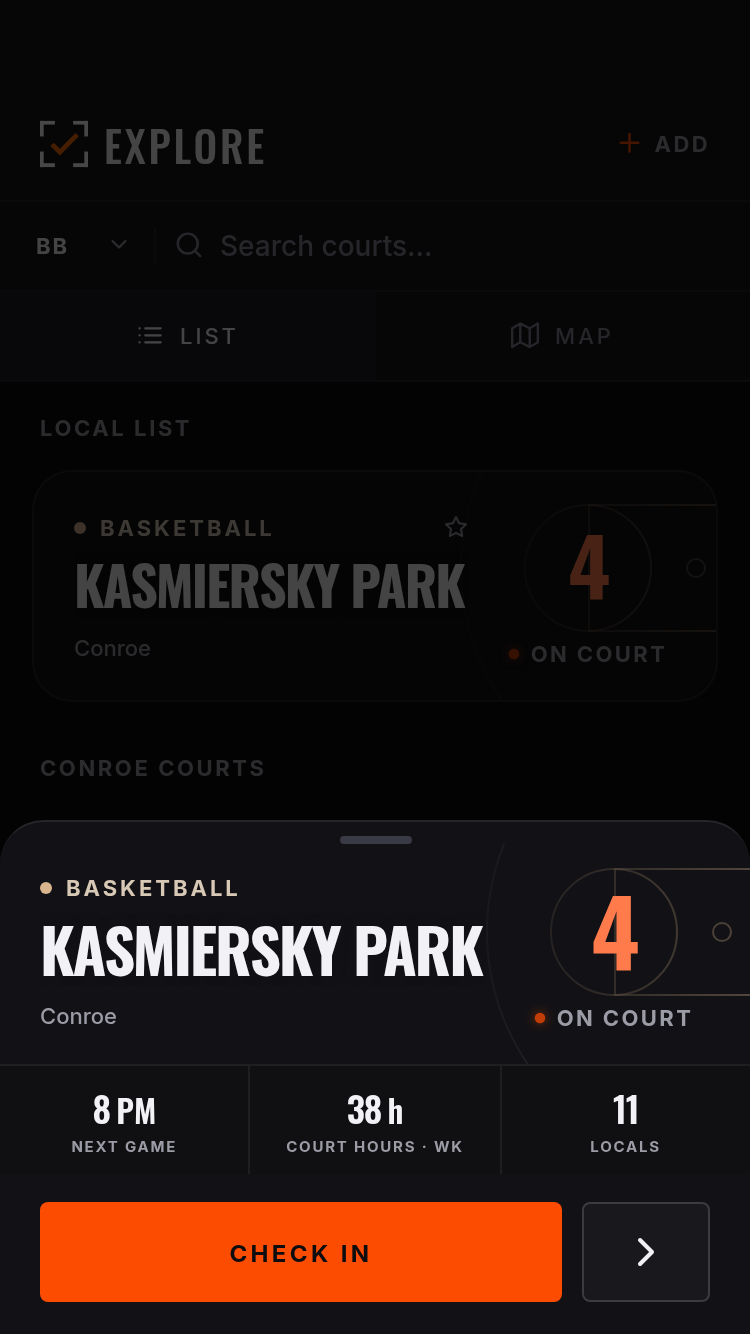 EXPLORE
ADD
BB
Search courts...
LIST
MAP
LOCAL LIST
BASKETBALL
KASMIERSKY PARK
Conroe
4
ON COURT
CONROE COURTS
BASKETBALL
KASMIERSKY PARK
Conroe
4
ON COURT
8 PM
NEXT GAME
38 h
COURT HOURS · WK
11
LOCALS
CHECK IN